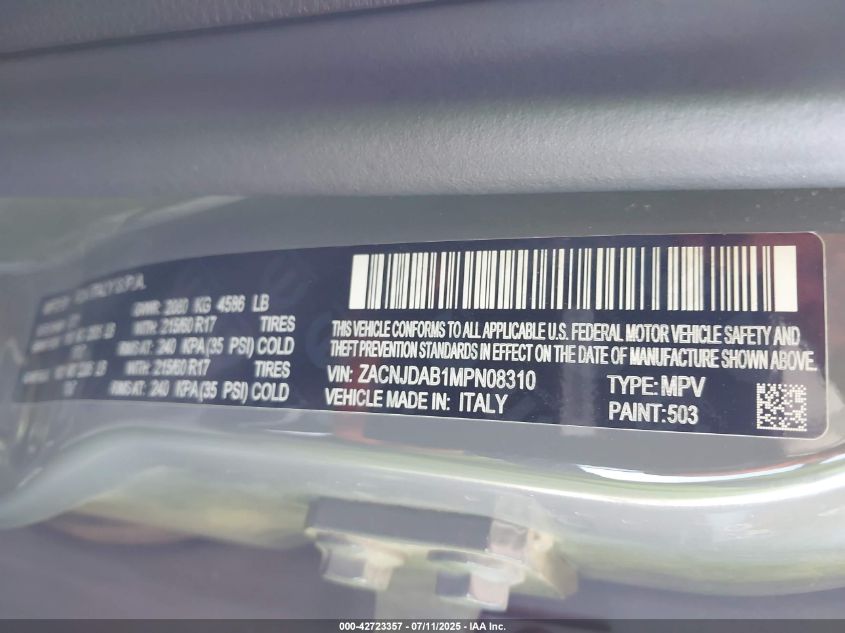 GVWR: 2080 KG 4586 LB
WITH: 215/60 R17 TIRES
RIMS AT: 240 KPA(35 PSI) COLD
WITH: 215/60 R17 TIRES
RIMS AT: 240 KPA(35 PSI) COLD
THIS VEHICLE CONFORMS TO ALL APPLICABLE U.S. FEDERAL MOTOR VEHICLE SAFETY AND
THEFT PREVENTION STANDARDS IN EFFECT ON THE DATE OF MANUFACTURE SHOWN ABOVE.
VIN: ZACNJDAB1MPN08310 TYPE: MPV
VEHICLE MADE IN: ITALY PAINT:503
000-42723357 - 07/11/2025 - IAA Inc.